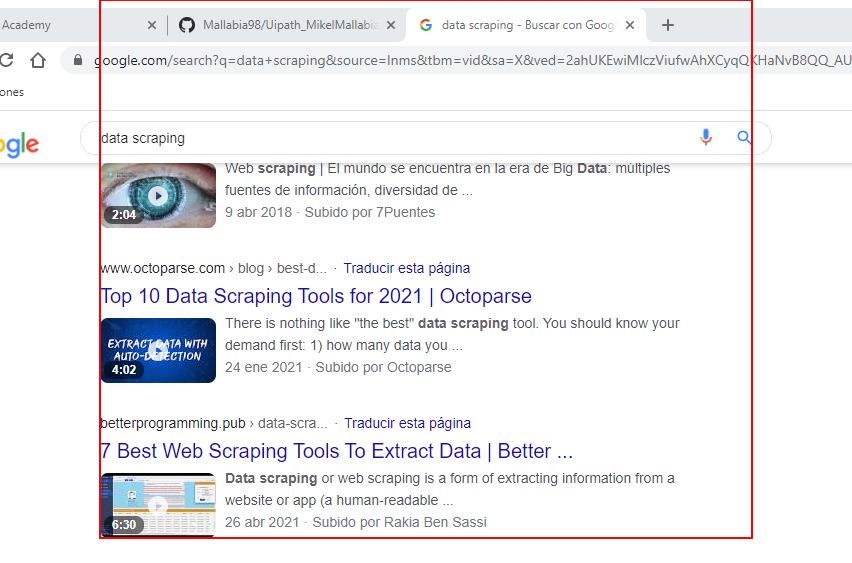 Academy
Mallabia98/Uipath_MikelMallabia
data scraping - Buscar con Goog
google.com/search?q=data+scraping&source=lnms&tbm=vid&sa=X&ved=2ahUKEwiMlczViufwAhXCyqQKHaNvB8QQ_AU
ones
gle
data scraping
Web scraping | El mundo se encuentra en la era de Big Data: múltiples
fuentes de información, diversidad de ...
2:04
9 abr 2018 · Subido por 7Puentes
www.octoparse.com › blog › best-d... · Traducir esta página
Top 10 Data Scraping Tools for 2021 | Octoparse
There is nothing like "the best" data scraping tool. You should know your
demand first: 1) how many data you ...
EXTRACT DATA WITH
AUTO-DETECTION
4:02
24 ene 2021 · Subido por Octoparse
betterprogramming.pub › data-scra... · Traducir esta página
7 Best Web Scraping Tools To Extract Data | Better ...
Data scraping or web scraping is a form of extracting information from a
website or app (a human-readable ...
6:30
26 abr 2021 · Subido por Rakia Ben Sassi